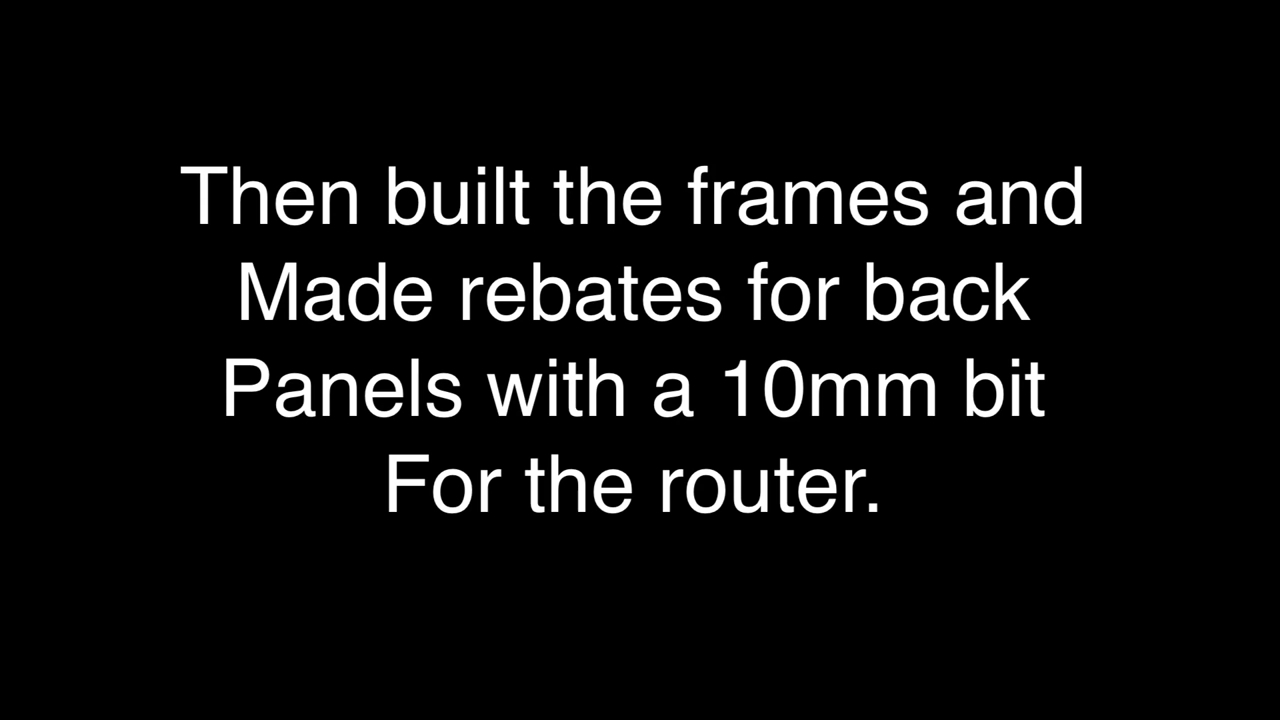 Then built the frames and
Made rebates for back
Panels with a 10mm bit
For the router.